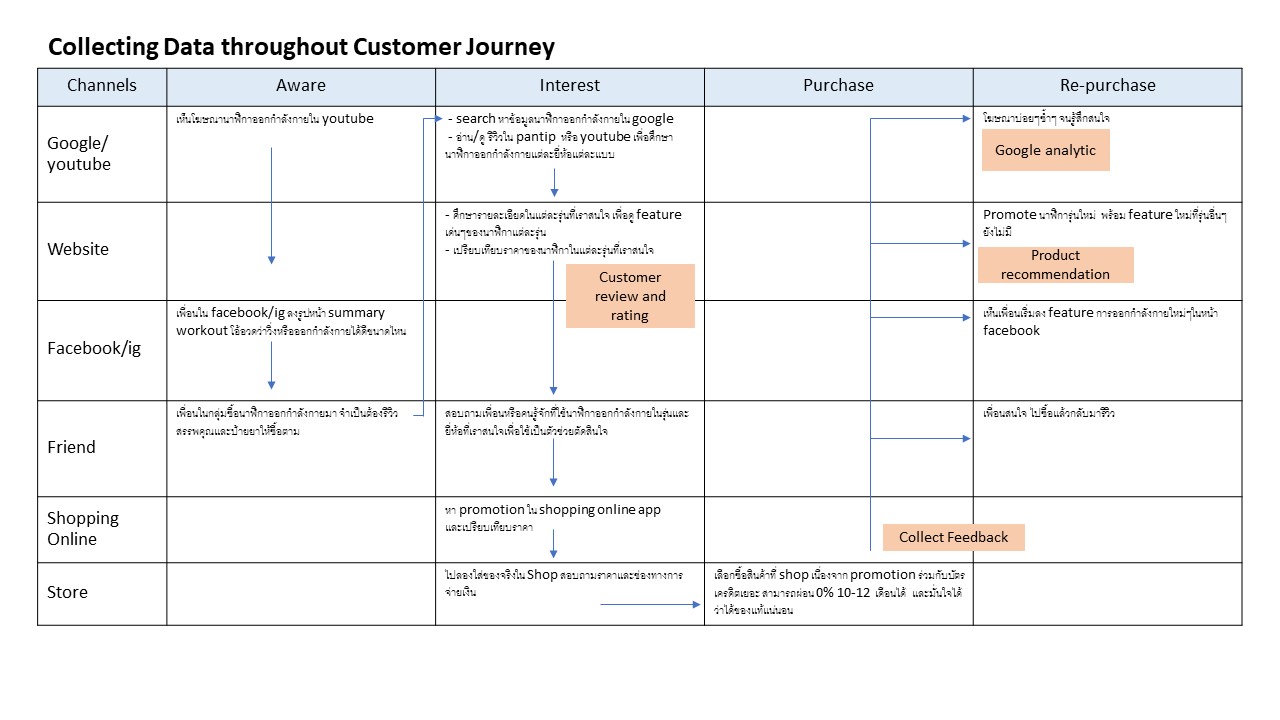 Collecting Data throughout Customer Journey
Channels
Aware
Interest
Purchase
Re-purchase
Google/
youtube
เห็นโฆษณานาฬิกาออกกำลังกายใน youtube
- search หาข้อมูลนาฬิกาออกกำลังกายใน google
- อ่าน/ดู รีวิวใน pantip หรือ youtube เพื่อศึกษา
นาฬิกาออกกำลังกายแต่ละยี่ห้อแต่ละแบบ
โฆษณาบ่อยๆซ้ำๆ จนรู้สึกสนใจ
Google analytic
Website
- ศึกษารายละเอียดในแต่ละรุ่นที่เราสนใจ เพื่อดู feature
เด่นๆของนาฬิกาแต่ละรุ่น
- เปรียบเทียบราคาของนาฬิกาในแต่ละรุ่นที่เราสนใจ
Customer
review and
rating
Promote นาฬิการุ่นใหม่ พร้อม feature ใหม่ที่รุ่นอื่นๆ
ยังไม่มี
Product
recommendation
Facebook/ig
เพื่อนใน facebook/ig ลงรูปหน้า summary
workout ไว้อวดว่าวิ่งหรือออกกำลังกายได้ดีขนาดไหน
เห็นเพื่อนเริ่มลง feature การออกกำลังกายใหม่ๆในหน้า
facebook
Friend
เพื่อนในกลุ่มซื้อนาฬิกาออกกำลังกายมา จำเป็นต้องรีวิว
สรรพคุณและป้ายยาให้ซื้อตาม
สอบถามเพื่อนหรือคนรู้จักที่ใช้นาฬิกาออกกำลังกายในรุ่นและ
ยี่ห้อที่เราสนใจเพื่อใช้เป็นตัวช่วยตัดสินใจ
เพื่อนสนใจ ไปซื้อแล้วกลับมารีวิว
Shopping
Online
หา promotion ใน shopping online app
และเปรียบเทียบราคา
Collect Feedback
Store
ไปลองใส่ของจริงใน Shop สอบถามราคาและช่องทางการ
จ่ายเงิน
เลือกซื้อสินค้าที่ shop เนื่องจาก promotion ร่วมกับบัตร
เครดิตเยอะ สามารถผ่อน 0% 10-12 เดือนได้ และมั่นใจได้
ว่าได้ของแท้แน่นอน